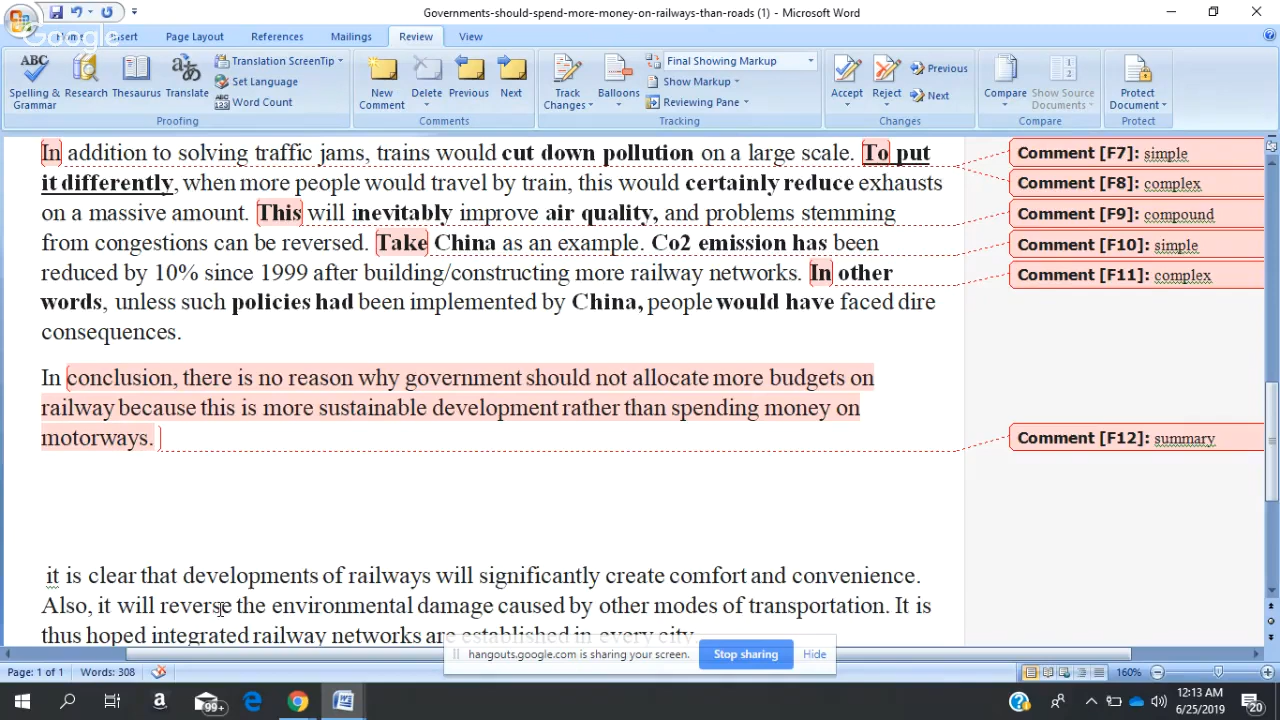 Governments-should-spend-more-money-on-railways-than-roads (1) - Microsoft Word
Google
Insert Page Layout References Mailings Review View
ABC Spelling & Grammar Research Thesaurus Translate Translation ScreenTip Set Language Word Count
New Comment Delete Previous Next
Track Changes Balloons Final Showing Markup Show Markup Reviewing Pane
Accept Reject Previous Next
Compare Show Source Documents
Protect Document
Proofing Comments Tracking Changes Compare Protect
In addition to solving traffic jams, trains would cut down pollution on a large scale. To put
it differently, when more people would travel by train, this would certainly reduce exhausts
on a massive amount. This will inevitably improve air quality, and problems stemming
from congestions can be reversed. Take China as an example. Co2 emission has been
reduced by 10% since 1999 after building/constructing more railway networks. In other
words, unless such policies had been implemented by China, people would have faced dire
consequences.
Comment [F7]: simple
Comment [F8]: complex
Comment [F9]: compound
Comment [F10]: simple
Comment [F11]: complex
In conclusion, there is no reason why government should not allocate more budgets on
railway because this is more sustainable development rather than spending money on
motorways.
Comment [F12]: summary
it is clear that developments of railways will significantly create comfort and convenience.
Also, it will reverse the environmental damage caused by other modes of transportation. It is
thus hoped integrated railway networks are established in every city.
hangouts.google.com is sharing your screen. Stop sharing Hide
Page: 1 of 1 Words: 308 160%
99+
12:13 AM
6/25/2019
20